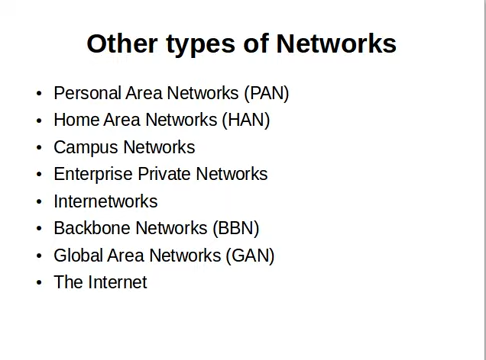 Other types of Networks
• Personal Area Networks (PAN)
• Home Area Networks (HAN)
• Campus Networks
• Enterprise Private Networks
• Internetworks
• Backbone Networks (BBN)
• Global Area Networks (GAN)
• The Internet